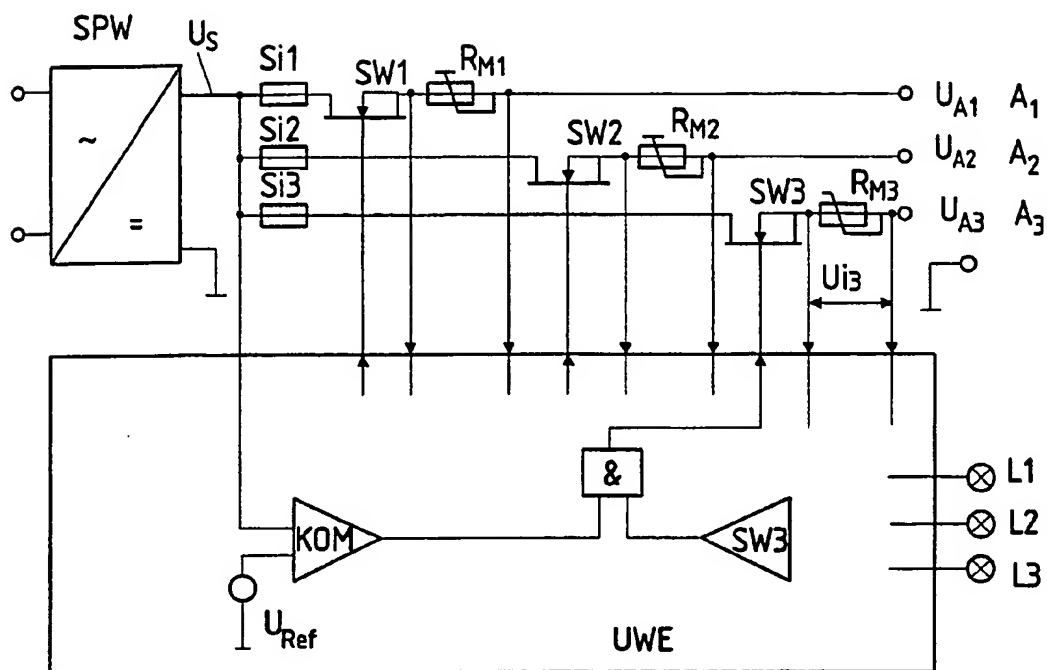 SPW
U_S
Si1
SW1
R_M1
U_A1 A_1
~
Si2
SW2
R_M2
U_A2 A_2
Si3
SW3
R_M3
U_A3 A_3
=
Ui3
&
L1
KOM
SW3
L2
L3
U_Ref
UWE